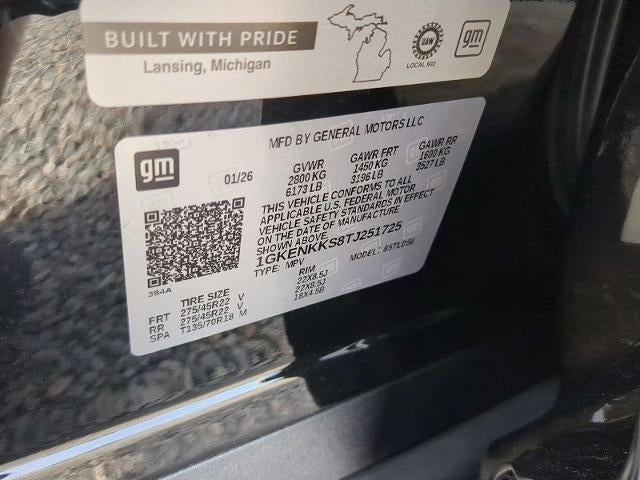 BUILT WITH PRIDE
Lansing, Michigan
UAW
LOCAL 602
gm
MFD BY GENERAL MOTORS LLC
gm
01/26
GVWR GAWR FRT GAWR RR
2800 KG 1450 KG 1600 KG
6173 LB 3196 LB 3527 LB
THIS VEHICLE CONFORMS TO ALL
APPLICABLE U.S. FEDERAL MOTOR
VEHICLE SAFETY STANDARDS IN EFFECT
ON THE DATE OF MANUFACTURE
SHOWN ABOVE.
1GKENKKS8TJ251725
TYPE: MPV MODEL: 85TLD56
384A
TIRE SIZE RIM
FRT 275/45R22 V 22X8.5J
RR 275/45R22 V 22X8.5J
SPA T135/70R18 M 18X4.5B